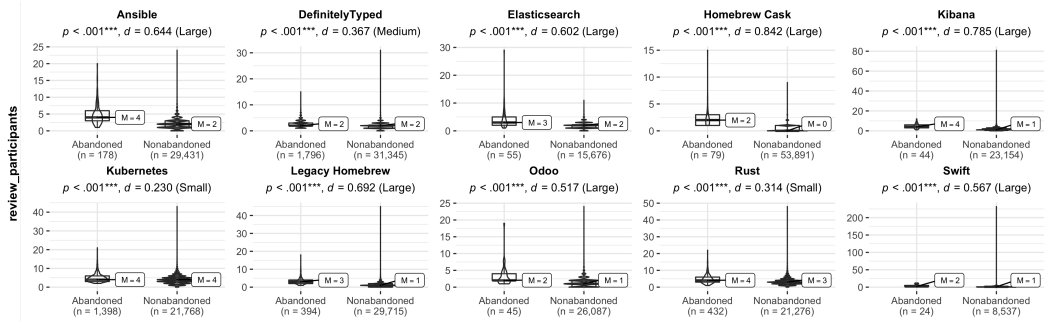 review_participants
Ansible
p < .001***, d = 0.644 (Large)
25
20
15
10
5
0
M = 4
M = 2
Abandoned
(n = 178)
Nonabandoned
(n = 29,431)
DefinitelyTyped
p < .001***, d = 0.367 (Medium)
30
20
10
0
M = 2
M = 2
Abandoned
(n = 1,796)
Nonabandoned
(n = 31,345)
Elasticsearch
p < .001***, d = 0.602 (Large)
30
20
10
0
M = 3
M = 2
Abandoned
(n = 55)
Nonabandoned
(n = 15,676)
Homebrew Cask
p < .001***, d = 0.842 (Large)
15
10
5
0
M = 2
M = 0
Abandoned
(n = 79)
Nonabandoned
(n = 53,891)
Kibana
p < .001***, d = 0.785 (Large)
80
60
40
20
0
M = 4
M = 1
Abandoned
(n = 44)
Nonabandoned
(n = 23,154)
Kubernetes
p < .001***, d = 0.230 (Small)
40
30
20
10
0
M = 4
M = 4
Abandoned
(n = 1,398)
Nonabandoned
(n = 21,768)
Legacy Homebrew
p < .001***, d = 0.692 (Large)
40
30
20
10
0
M = 3
M = 1
Abandoned
(n = 394)
Nonabandoned
(n = 29,715)
Odoo
p < .001***, d = 0.517 (Large)
25
20
15
10
5
0
M = 2
M = 1
Abandoned
(n = 45)
Nonabandoned
(n = 26,087)
Rust
p < .001***, d = 0.314 (Small)
50
40
30
20
10
0
M = 4
M = 3
Abandoned
(n = 432)
Nonabandoned
(n = 21,276)
Swift
p < .001***, d = 0.567 (Large)
200
150
100
50
0
M = 2
M = 1
Abandoned
(n = 24)
Nonabandoned
(n = 8,537)